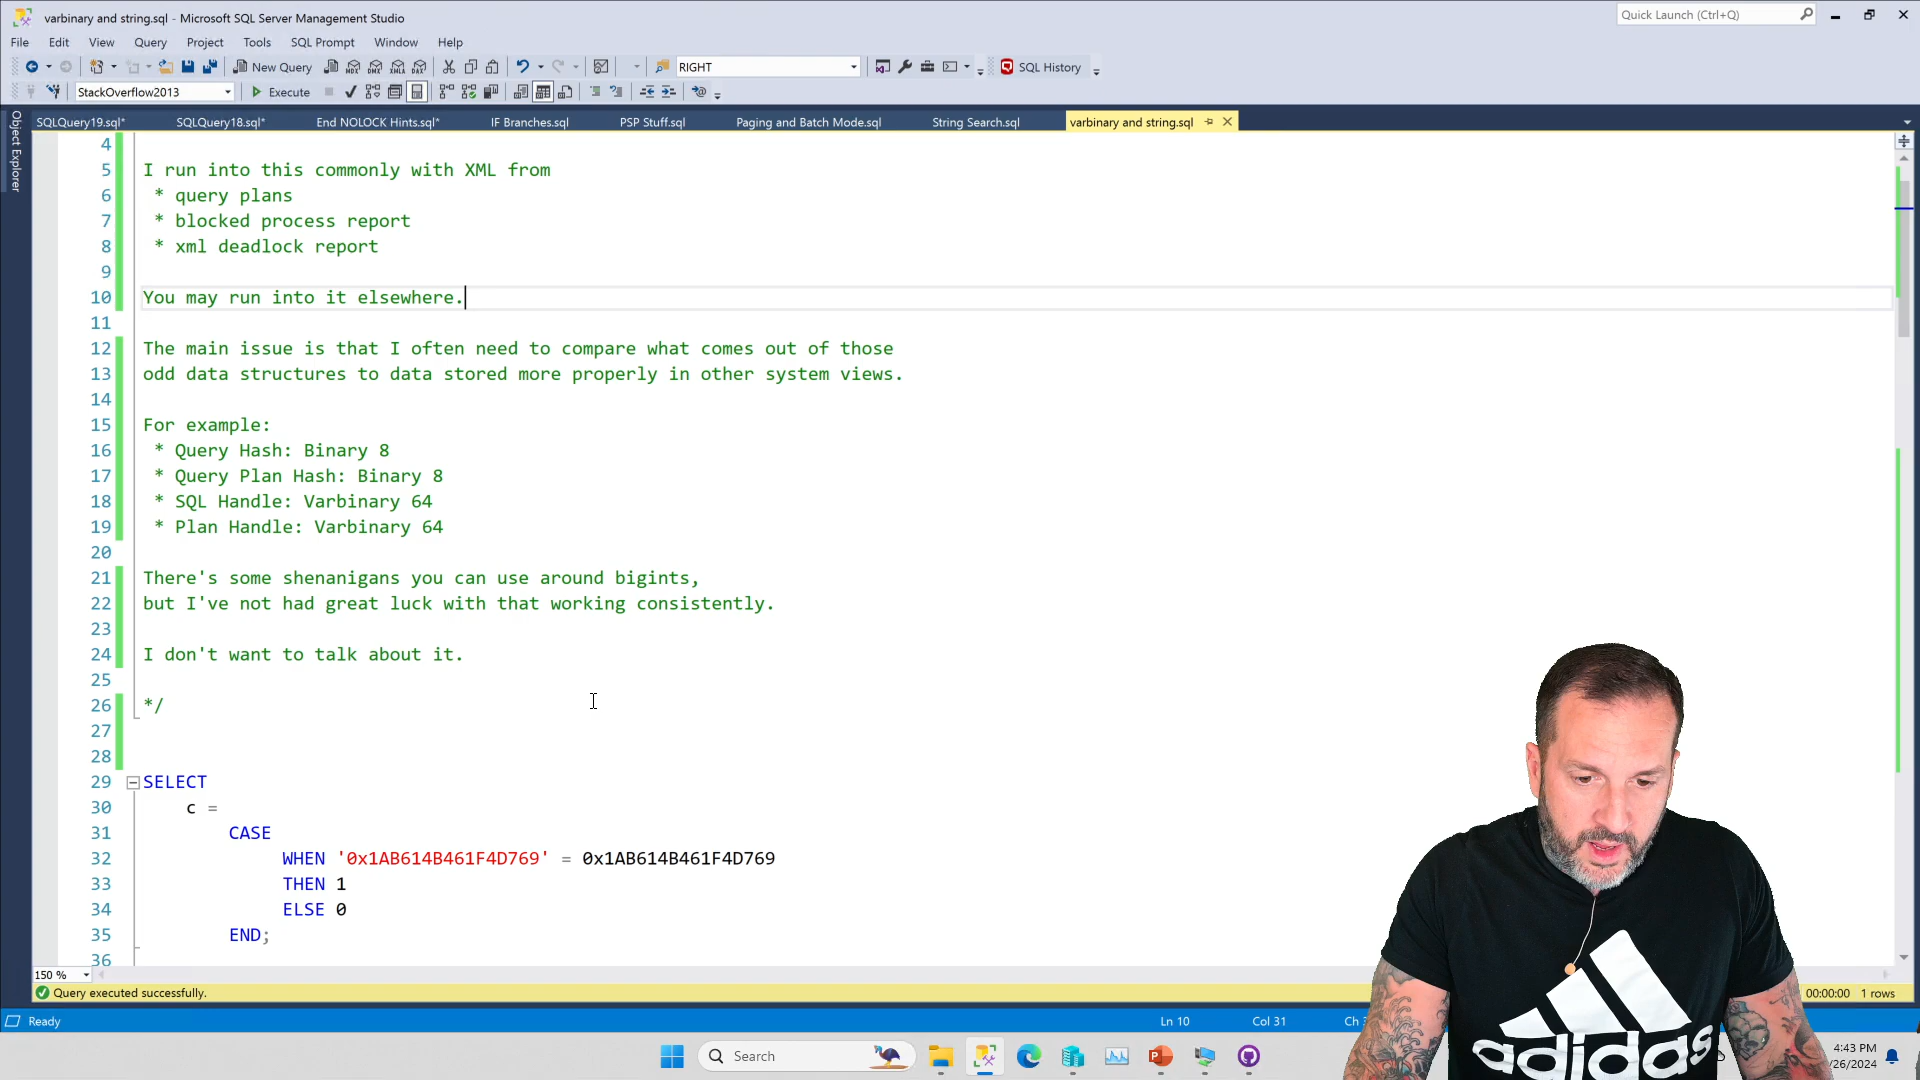 varbinary and string.sql - Microsoft SQL Server Management Studio
Quick Launch (Ctrl+Q)
File Edit View Query Project Tools SQL Prompt Window Help
New Query
RIGHT
SQL History
StackOverflow2013
Execute
SQLQuery19.sql* SQLQuery18.sql* End NOLOCK Hints.sql* IF Branches.sql PSP Stuff.sql Paging and Batch Mode.sql String Search.sql varbinary and string.sql
Object Explorer
4
5 I run into this commonly with XML from
6 * query plans
7 * blocked process report
8 * xml deadlock report
9
10 You may run into it elsewhere.
11
12 The main issue is that I often need to compare what comes out of those
13 odd data structures to data stored more properly in other system views.
14
15 For example:
16 * Query Hash: Binary 8
17 * Query Plan Hash: Binary 8
18 * SQL Handle: Varbinary 64
19 * Plan Handle: Varbinary 64
20
21 There's some shenanigans you can use around bigints,
22 but I've not had great luck with that working consistently.
23
24 I don't want to talk about it.
25
26 */
27
28
29 SELECT
30 c =
31 CASE
32 WHEN '0x1AB614B461F4D769' = 0x1AB614B461F4D769
33 THEN 1
34 ELSE 0
35 END;
36
150 %
Query executed successfully.
00:00:00 1 rows
Ready
Ln 10 Col 31 Ch
Search
4:43 PM
/26/2024
adidas